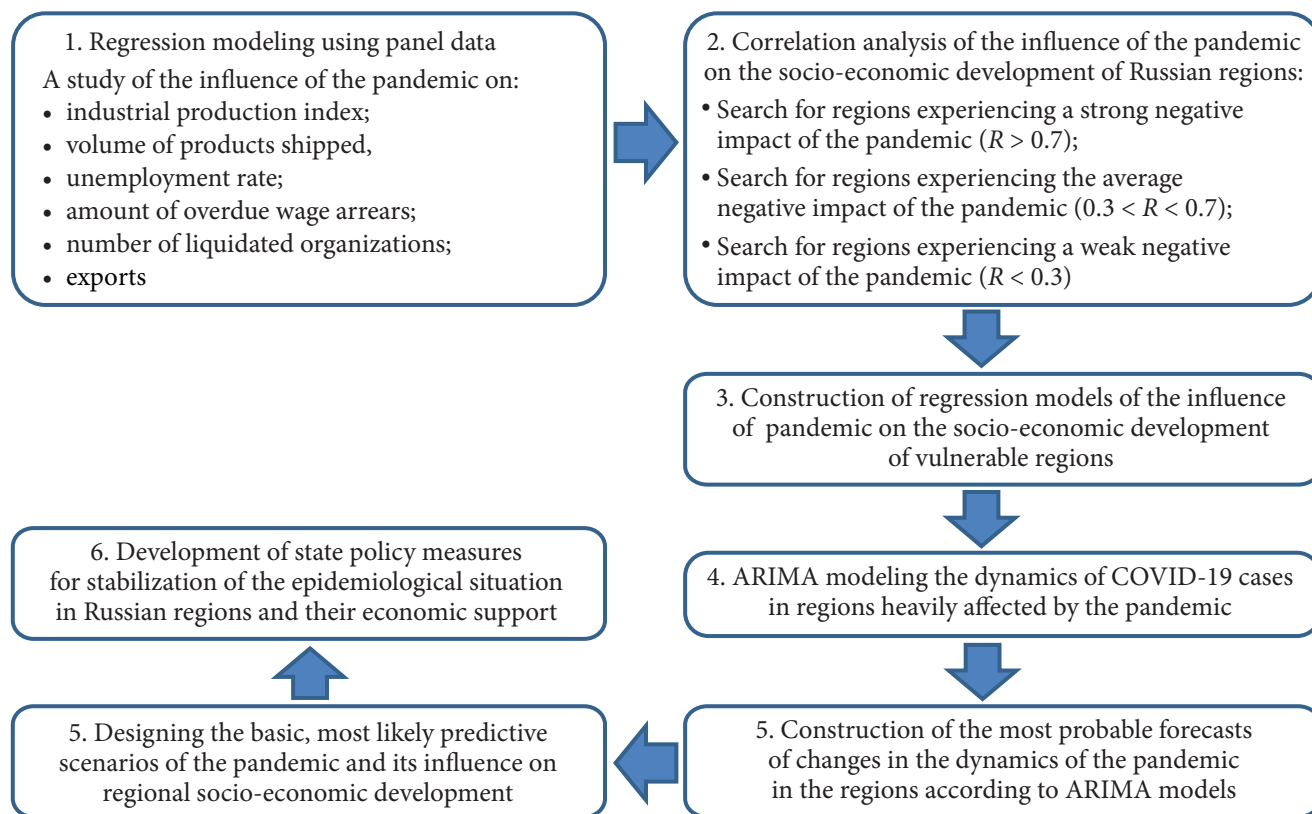 1. Regression modeling using panel data
A study of the influence of the pandemic on:
• industrial production index;
• volume of products shipped,
• unemployment rate;
• amount of overdue wage arrears;
• number of liquidated organizations;
• exports
2. Correlation analysis of the influence of the pandemic
on the socio-economic development of Russian regions:
• Search for regions experiencing a strong negative
impact of the pandemic (R > 0.7);
• Search for regions experiencing the average
negative impact of the pandemic (0.3 < R < 0.7);
• Search for regions experiencing a weak negative
impact of the pandemic (R < 0.3)
3. Construction of regression models of the influence
of pandemic on the socio-economic development
of vulnerable regions
4. ARIMA modeling the dynamics of COVID-19 cases
in regions heavily affected by the pandemic
5. Construction of the most probable forecasts
of changes in the dynamics of the pandemic
in the regions according to ARIMA models
5. Designing the basic, most likely predictive
scenarios of the pandemic and its influence on
regional socio-economic development
6. Development of state policy measures
for stabilization of the epidemiological situation
in Russian regions and their economic support